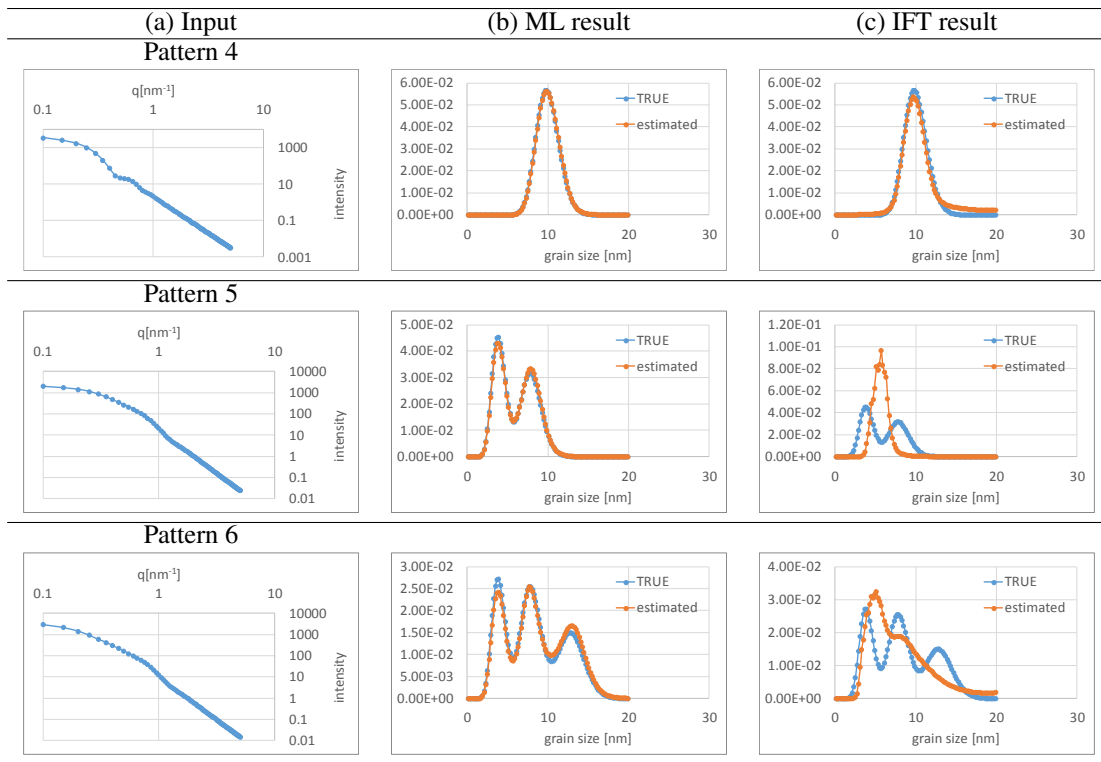 (a) Input (b) ML result (c) IFT result
Pattern 4
q[nm⁻¹]
0.1 1 10
1000
10
0.1
0.001
intensity
6.00E-02
5.00E-02
4.00E-02
3.00E-02
2.00E-02
1.00E-02
0.00E+00
TRUE
estimated
0 10 20 30
grain size [nm]
6.00E-02
5.00E-02
4.00E-02
3.00E-02
2.00E-02
1.00E-02
0.00E+00
TRUE
estimated
0 10 20 30
grain size [nm]
Pattern 5
q[nm⁻¹]
0.1 1 10
10000
1000
100
10
1
0.1
0.01
intensity
5.00E-02
4.00E-02
3.00E-02
2.00E-02
1.00E-02
0.00E+00
TRUE
estimated
0 10 20 30
grain size [nm]
1.20E-01
1.00E-01
8.00E-02
6.00E-02
4.00E-02
2.00E-02
0.00E+00
TRUE
estimated
0 10 20 30
grain size [nm]
Pattern 6
q[nm⁻¹]
0.1 1 10
10000
1000
100
10
1
0.1
0.01
intensity
3.00E-02
2.50E-02
2.00E-02
1.50E-02
1.00E-02
5.00E-03
0.00E+00
TRUE
estimated
0 10 20 30
grain size [nm]
4.00E-02
3.00E-02
2.00E-02
1.00E-02
0.00E+00
TRUE
estimated
0 10 20 30
grain size [nm]